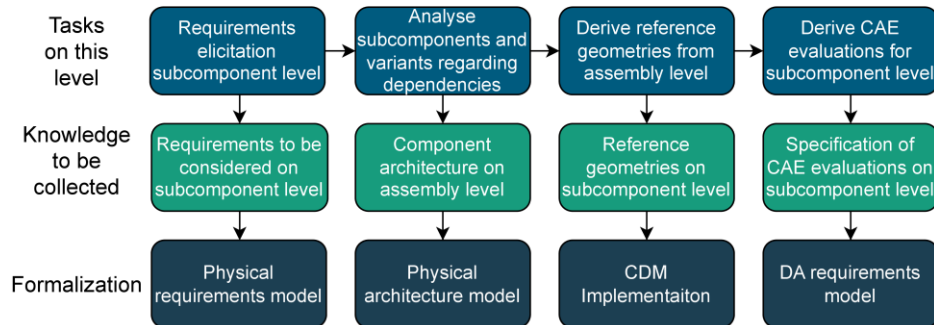 Tasks
on this
level
Requirements
elicitation
subcomponent level
Analyse
subcomponents and
variants regarding
dependencies
Derive reference
geometries from
assembly level
Derive CAE
evaluations for
subcomponent level
Knowledge
to be
collected
Requirements to be
considered on
subcomponent level
Component
architecture on
assembly level
Reference
geometries on
subcomponent level
Specification of
CAE evaluations on
subcomponent level
Formalization
Physical
requirements model
Physical
architecture model
CDM
Implementaiton
DA requirements
model